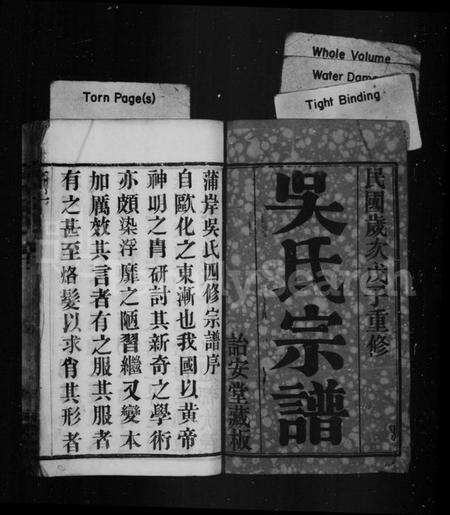 Whole Volume
Water Dam
Tight Binding
Torn Page(s)
民國歲次戊子重修
吳氏宗譜
詒安堂藏板
蒲岸吳氏四修宗譜序
自歐化之東漸也我國以黃帝
神明之胄研討其新奇之學術
亦頗染浮靡之陋習繼又變本
加厲效其言者有之服其服者
有之甚至烙髮以求肖其形者